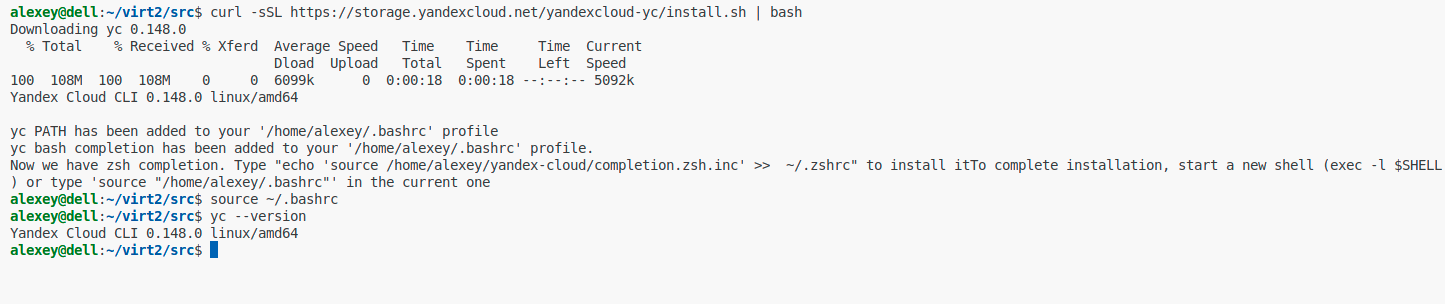 alexey@dell:~/virt2/src$ curl -sSL https://storage.yandexcloud.net/yandexcloud-yc/install.sh | bash
Downloading yc 0.148.0
  % Total    % Received % Xferd  Average Speed   Time    Time     Time  Current
                                 Dload  Upload   Total   Spent    Left  Speed
100  108M  100  108M    0     0  6099k      0  0:00:18  0:00:18 --:--:-- 5092k
Yandex Cloud CLI 0.148.0 linux/amd64

yc PATH has been added to your '/home/alexey/.bashrc' profile
yc bash completion has been added to your '/home/alexey/.bashrc' profile.
Now we have zsh completion. Type "echo 'source /home/alexey/yandex-cloud/completion.zsh.inc' >>  ~/.zshrc" to install itTo complete installation, start a new shell (exec -l $SHELL
) or type 'source "/home/alexey/.bashrc"' in the current one
alexey@dell:~/virt2/src$ source ~/.bashrc
alexey@dell:~/virt2/src$ yc --version
Yandex Cloud CLI 0.148.0 linux/amd64
alexey@dell:~/virt2/src$